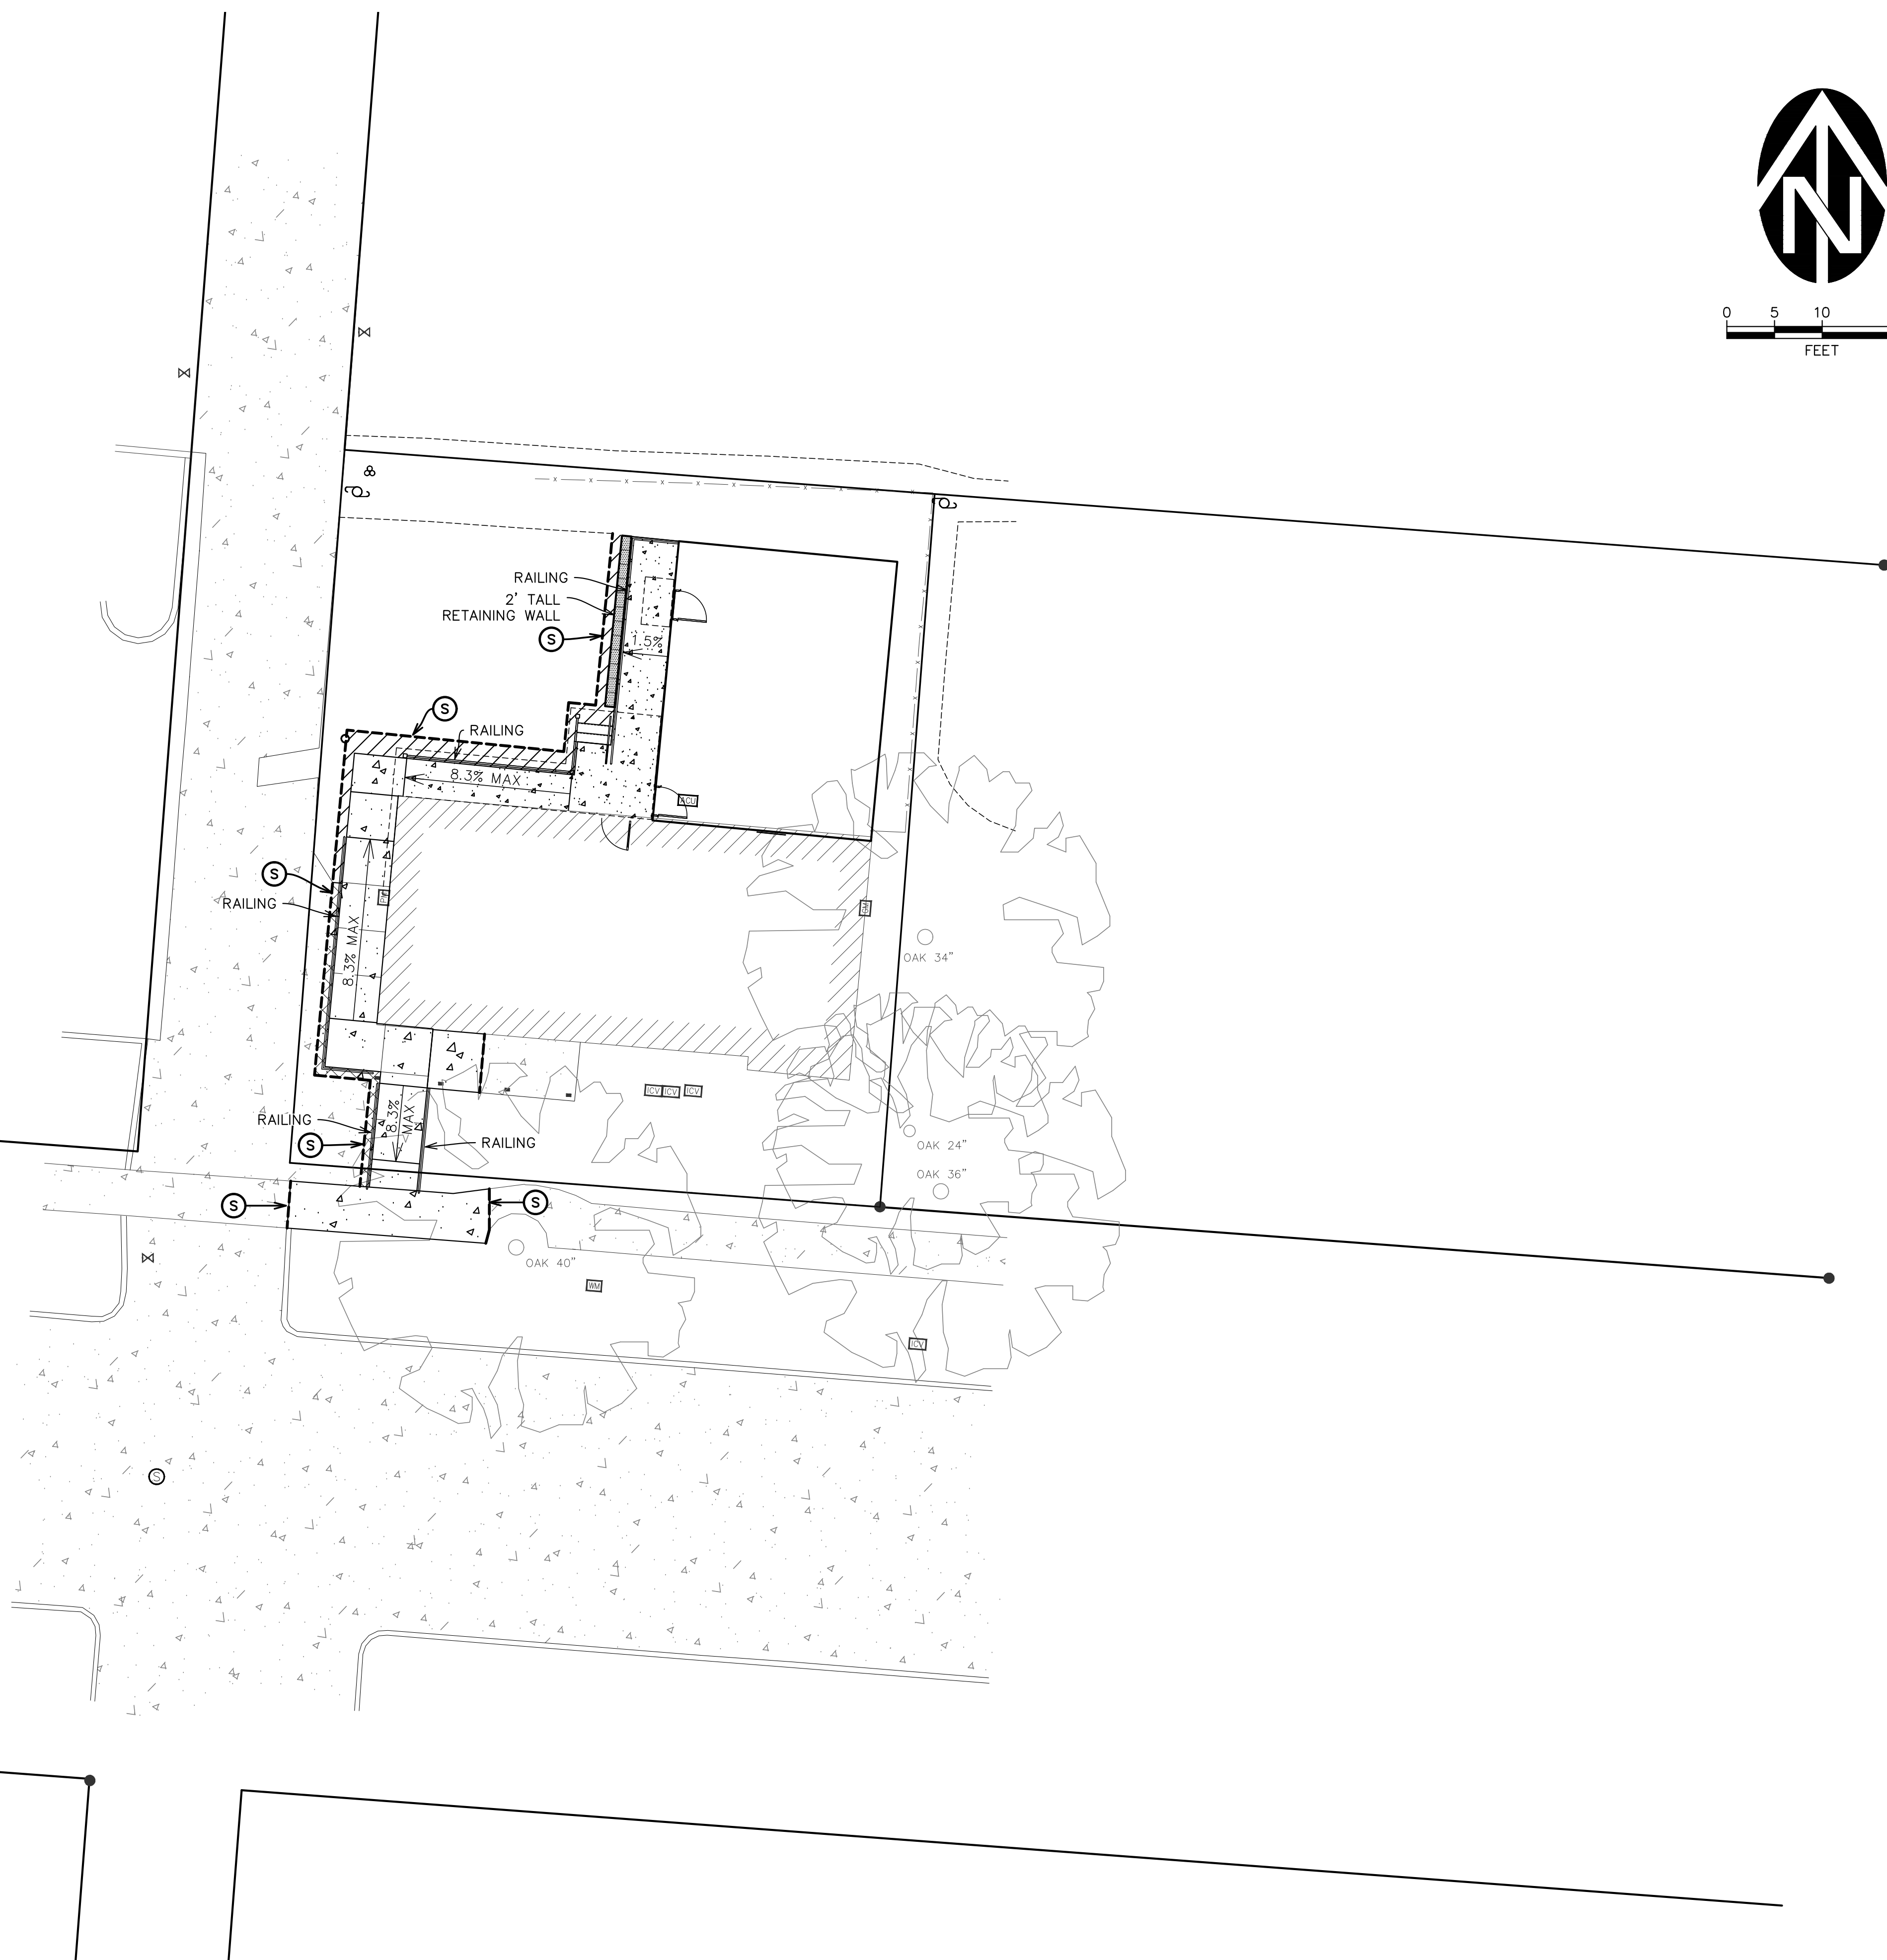 N
0 5 10
FEET
RAILING
2' TALL
RETAINING WALL
S
1.5%
S
RAILING
8.3% MAX
ACU
S
RAILING
PW
8.3% MAX
GM
OAK 34"
ICV ICV ICV
RAILING
8.3%
MAX
S
RAILING
OAK 24"
OAK 36"
S
S
OAK 40"
WM
ICV
S